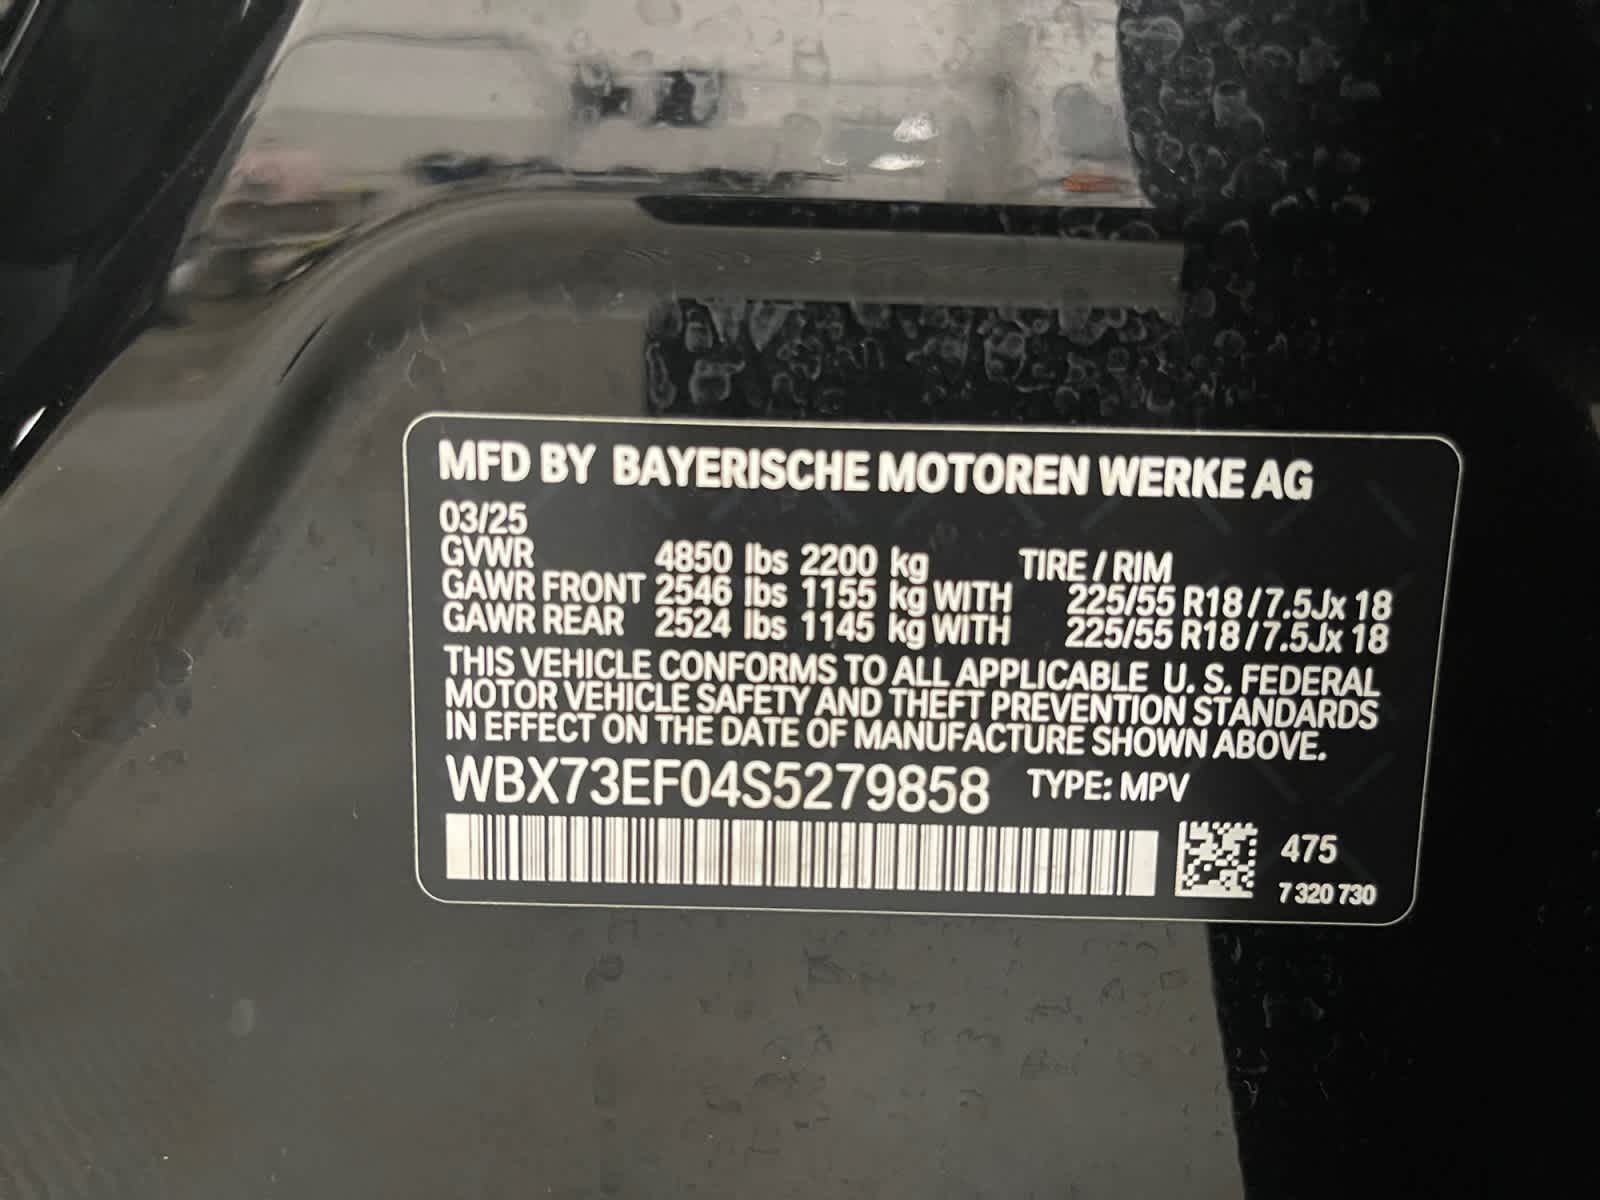 MFD BY BAYERISCHE MOTOREN WERKE AG
03/25
GVWR 4850 lbs 2200 kg TIRE / RIM
GAWR FRONT 2546 lbs 1155 kg WITH 225/55 R18 / 7.5Jx 18
GAWR REAR 2524 lbs 1145 kg WITH 225/55 R18 / 7.5Jx 18
THIS VEHICLE CONFORMS TO ALL APPLICABLE U. S. FEDERAL
MOTOR VEHICLE SAFETY AND THEFT PREVENTION STANDARDS
IN EFFECT ON THE DATE OF MANUFACTURE SHOWN ABOVE.
WBX73EF04S5279858 TYPE: MPV
475
7 320 730